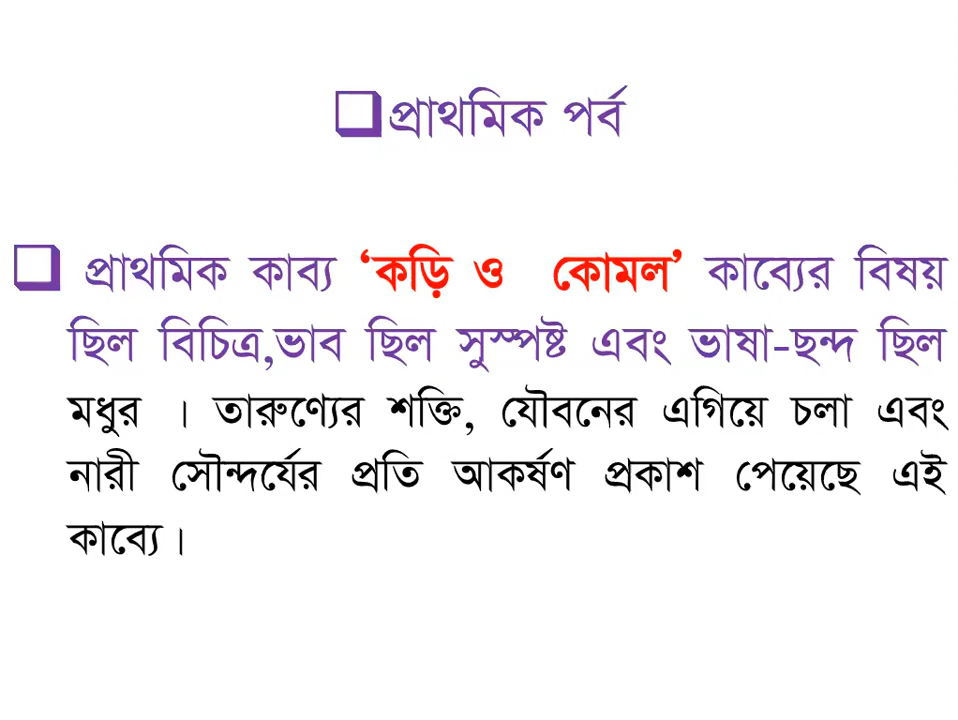 ❑প্রাথমিক পর্ব
❑ প্রাথমিক কাব্য ‘কড়ি ও কোমল’ কাব্যের বিষয়
ছিল বিচিত্র,ভাব ছিল সুস্পষ্ট এবং ভাষা-ছন্দ ছিল
মধুর । তারুণ্যের শক্তি, যৌবনের এগিয়ে চলা এবং
নারী সৌন্দর্যের প্রতি আকর্ষণ প্রকাশ পেয়েছে এই
কাব্যে।